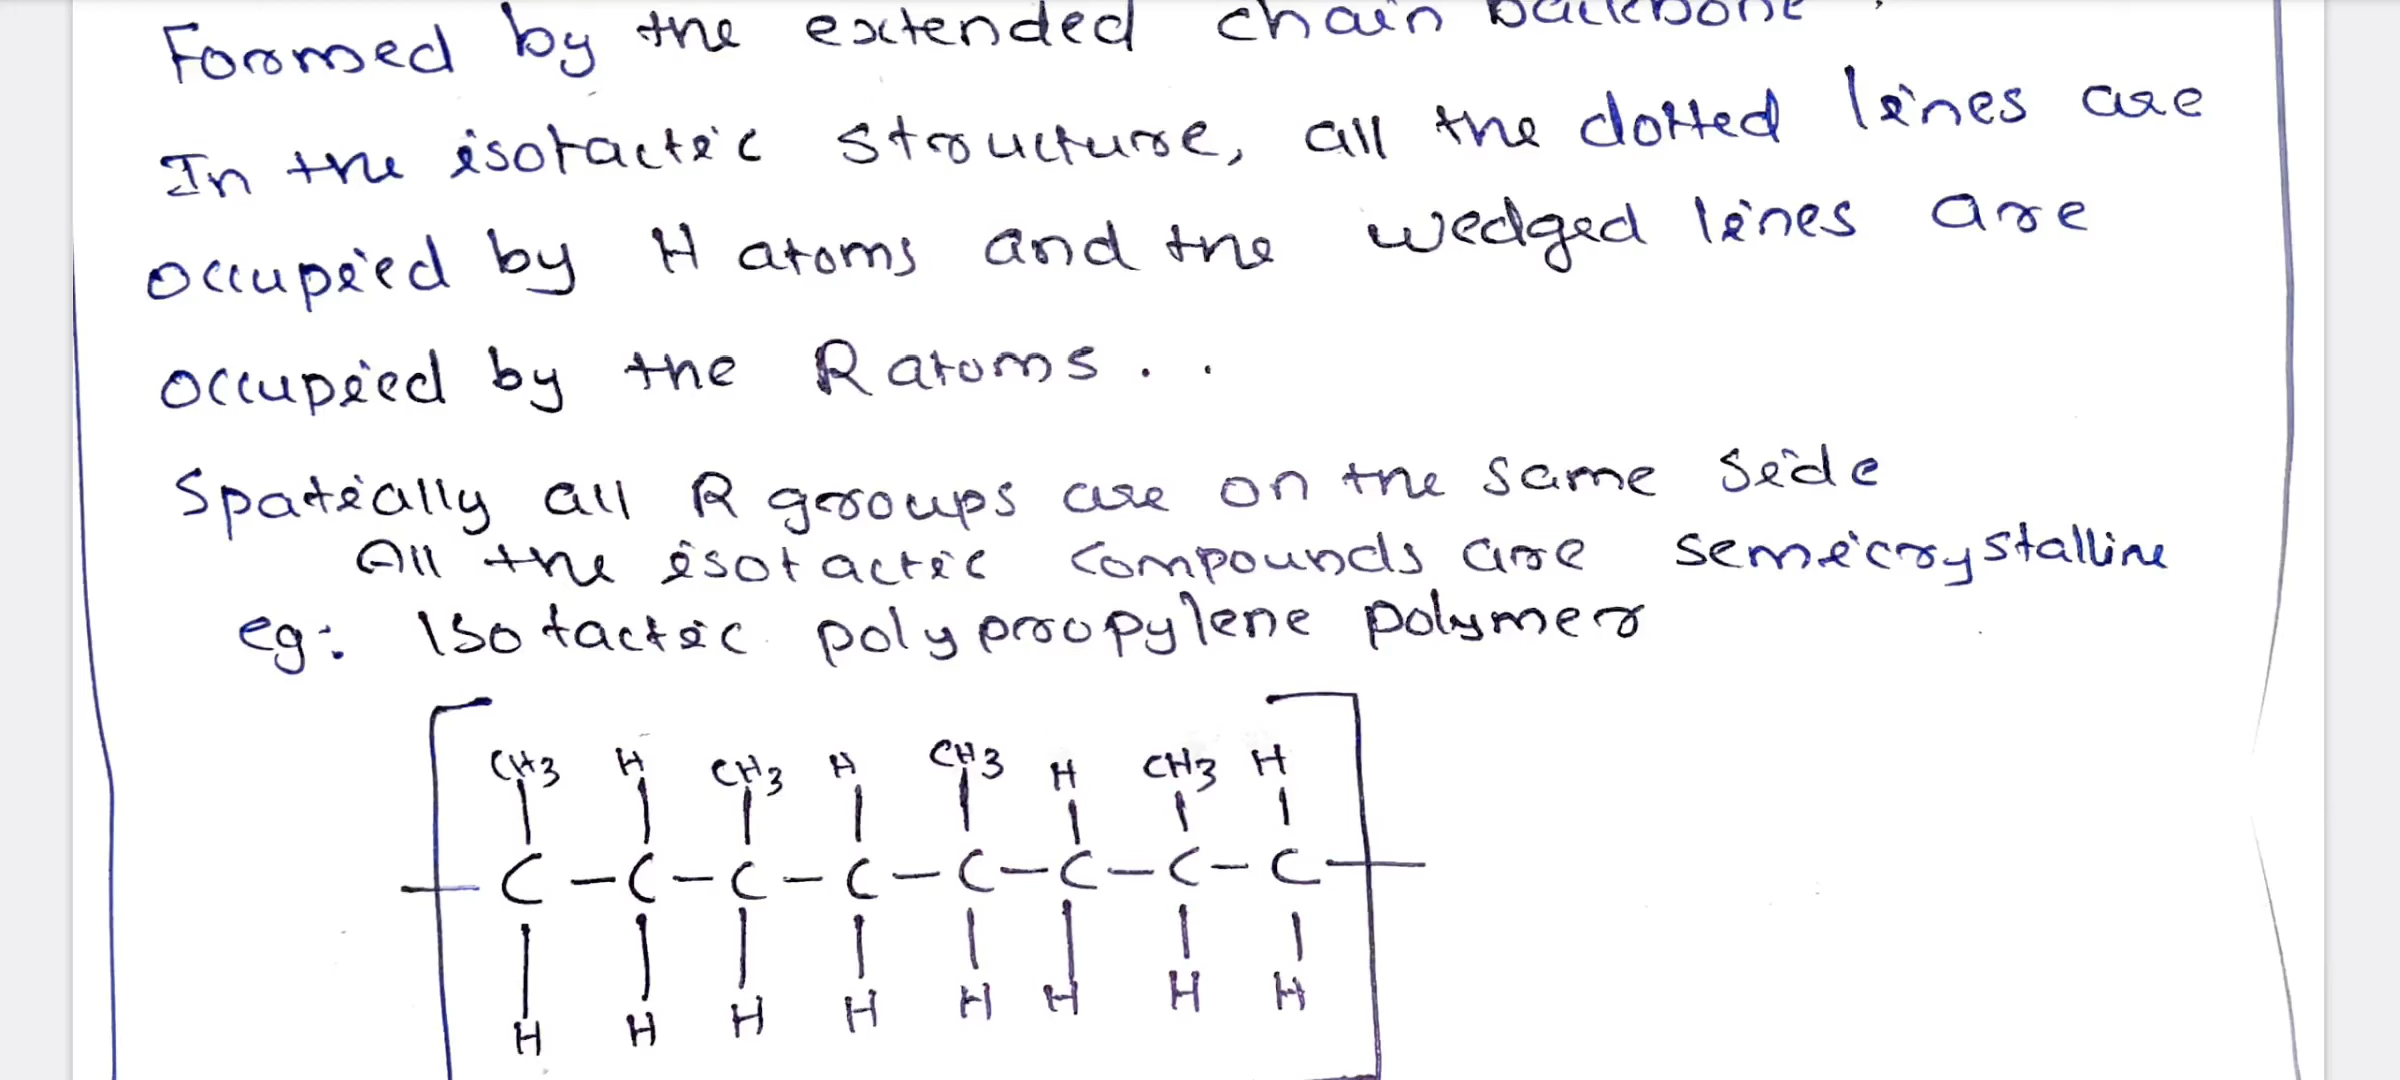 Formed by the extended chain backbone.
In the isotactic structure, all the dotted lines are
occupied by H atoms and the wedged lines are
occupied by the R atoms . .
Spatially all R groups are on the same side
All the isotactic compounds are semicrystalline
eg: Isotactic polypropylene polymer
CH3 H CH3 H CH3 H CH3 H
C - C - C - C - C - C - C - C
H H H H H H H H